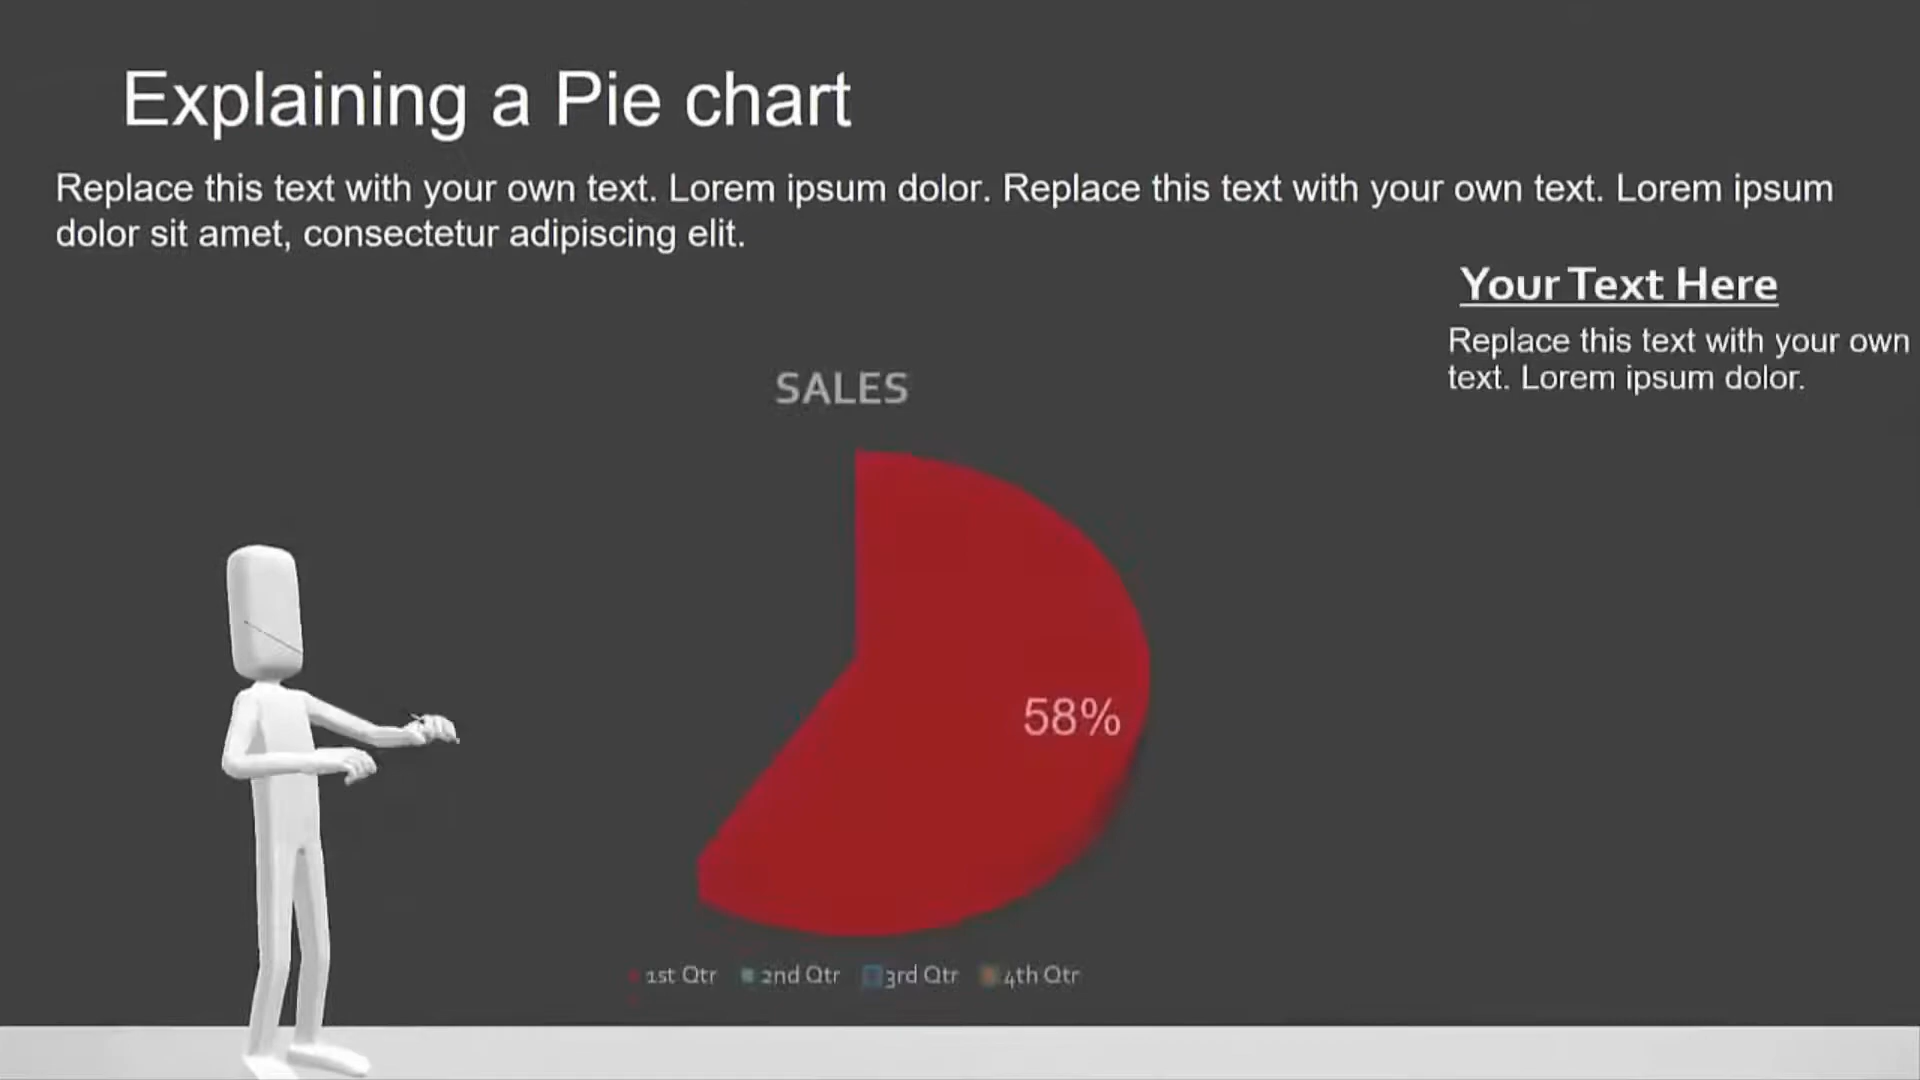 Explaining a Pie chart
Replace this text with your own text. Lorem ipsum dolor. Replace this text with your own text. Lorem ipsum
dolor sit amet, consectetur adipiscing elit.
Your Text Here
Replace this text with your own
text. Lorem ipsum dolor.
SALES
58%
1st Qtr 2nd Qtr 3rd Qtr 4th Qtr